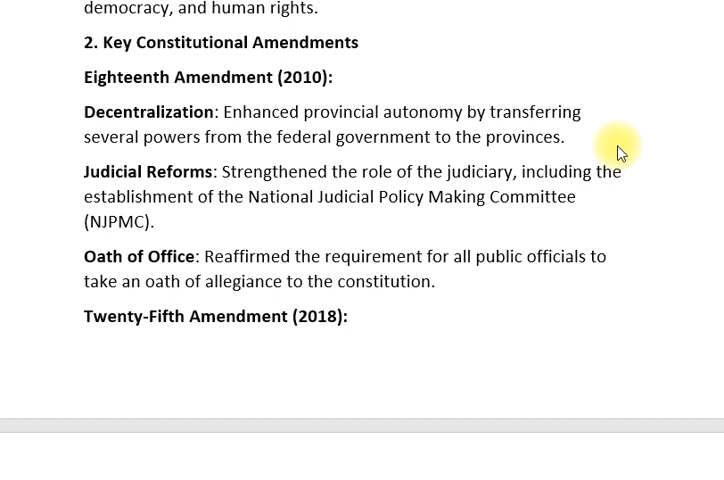 democracy, and human rights.
2. Key Constitutional Amendments
Eighteenth Amendment (2010):
Decentralization: Enhanced provincial autonomy by transferring
several powers from the federal government to the provinces.
Judicial Reforms: Strengthened the role of the judiciary, including the
establishment of the National Judicial Policy Making Committee
(NJPMC).
Oath of Office: Reaffirmed the requirement for all public officials to
take an oath of allegiance to the constitution.
Twenty-Fifth Amendment (2018):